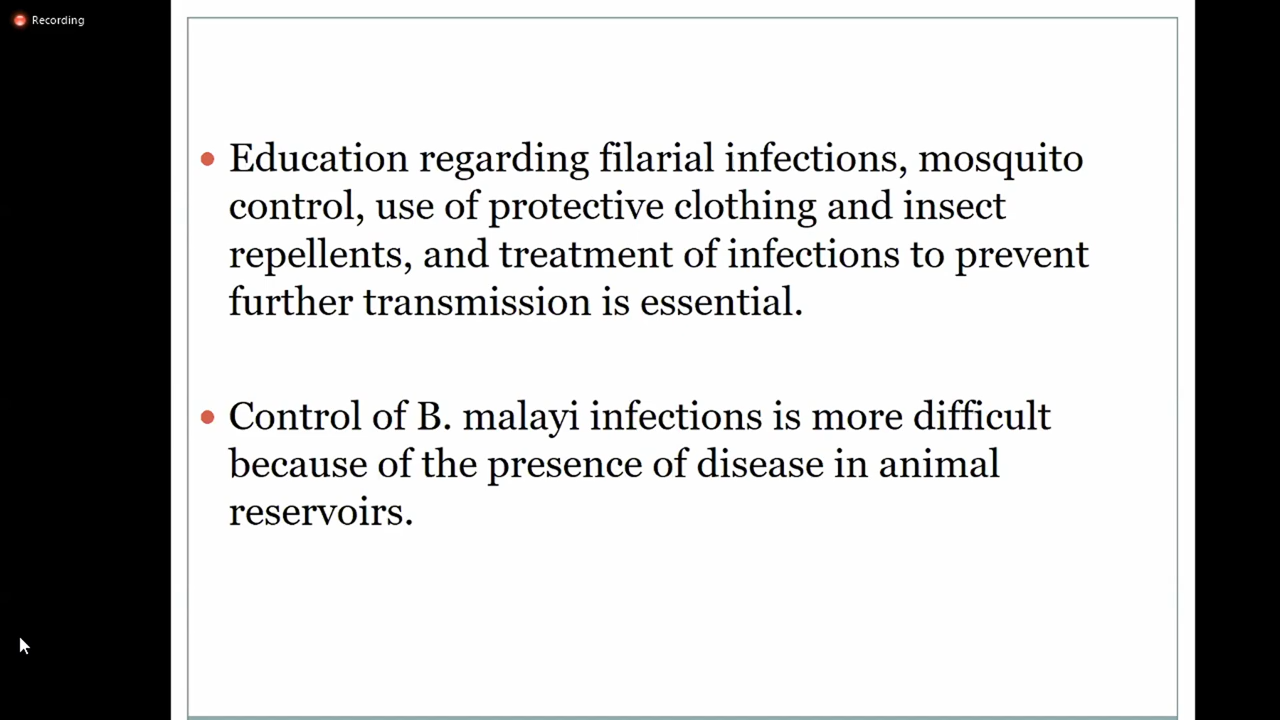 Recording
• Education regarding filarial infections, mosquito
control, use of protective clothing and insect
repellents, and treatment of infections to prevent
further transmission is essential.
• Control of B. malayi infections is more difficult
because of the presence of disease in animal
reservoirs.